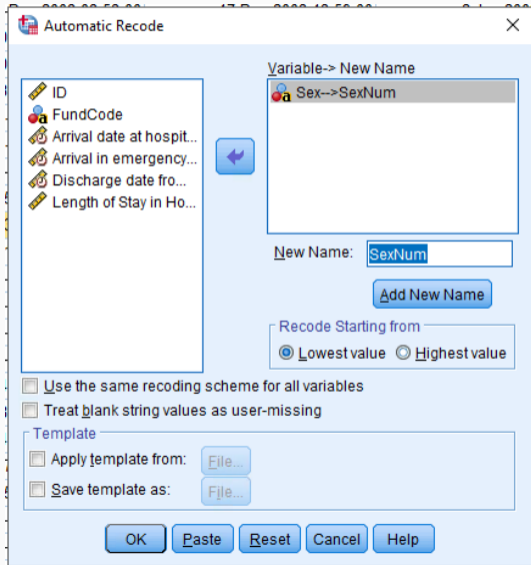 Automatic Recode
Variable-> New Name
ID
FundCode
Arrival date at hospit...
Arrival in emergency...
Discharge date fro...
Length of Stay in Ho...
Sex-->SexNum
New Name: SexNum
Add New Name
Recode Starting from
Lowest value Highest value
Use the same recoding scheme for all variables
Treat blank string values as user-missing
Template
Apply template from: File...
Save template as: File...
OK Paste Reset Cancel Help